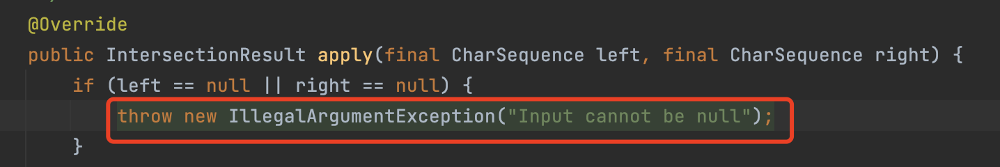 @Override
public IntersectionResult apply(final CharSequence left, final CharSequence right) {
if (left == null || right == null) {
throw new IllegalArgumentException("Input cannot be null");
}